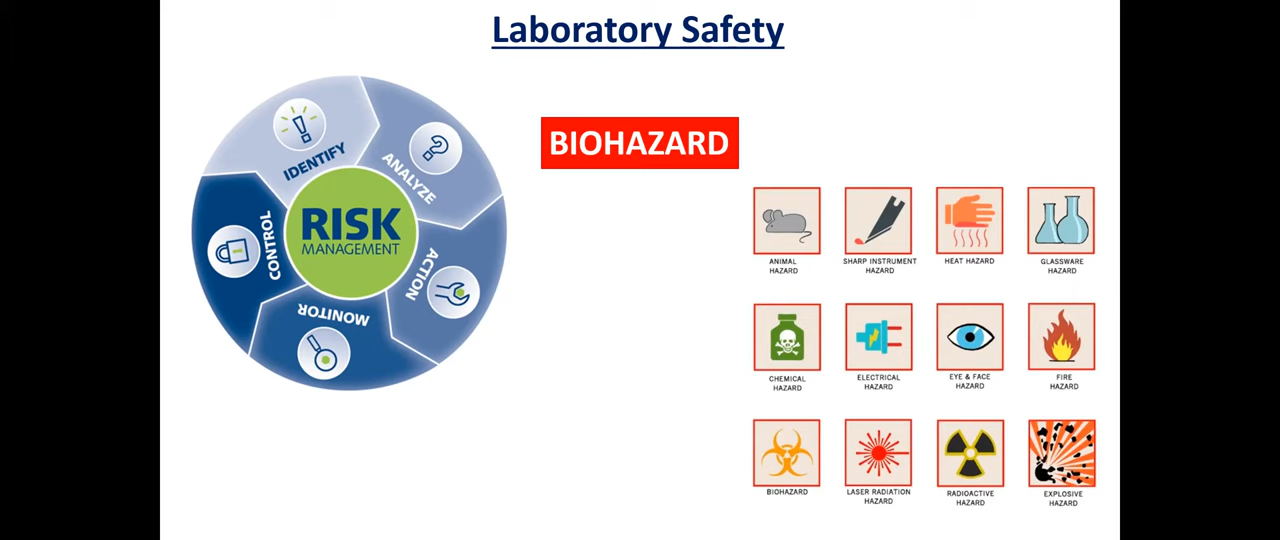 Laboratory Safety
IDENTIFY
ANALYZE
ACTION
MONITOR
CONTROL
RISK
MANAGEMENT
BIOHAZARD
ANIMAL
HAZARD
SHARP INSTRUMENT
HAZARD
HEAT HAZARD
GLASSWARE
HAZARD
CHEMICAL
HAZARD
ELECTRICAL
HAZARD
EYE & FACE
HAZARD
FIRE
HAZARD
BIOHAZARD
LASER RADIATION
HAZARD
RADIOACTIVE
HAZARD
EXPLOSIVE
HAZARD